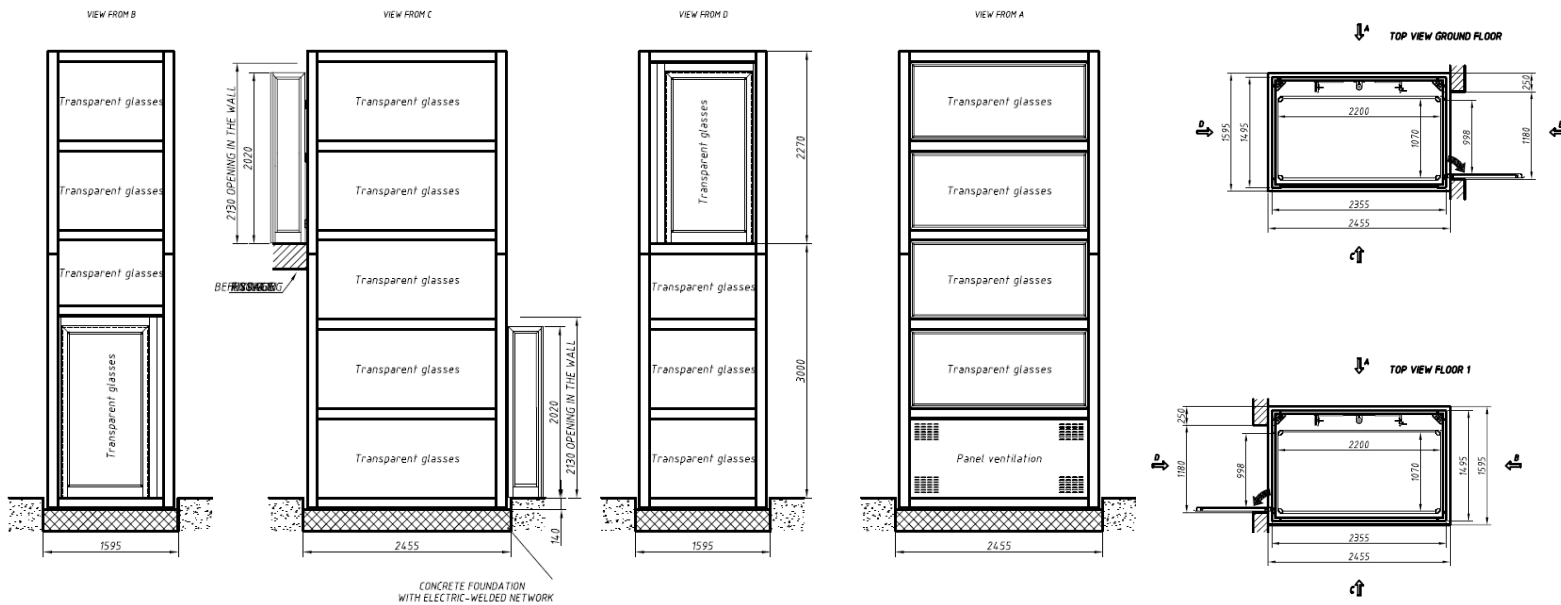 VIEW FROM B
VIEW FROM C
VIEW FROM D
VIEW FROM A
Transparent glasses
Transparent glasses
Transparent glasses
Transparent glasses
1595
2130 OPENING IN THE WALL
2020
Transparent glasses
Transparent glasses
Transparent glasses
Transparent glasses
Transparent glasses
2020
2130 OPENING IN THE WALL
140
2455
CONCRETE FOUNDATION
WITH ELECTRIC-WELDED NETWORK
Transparent glasses
Transparent glasses
Transparent glasses
Transparent glasses
2270
3000
1595
Transparent glasses
Transparent glasses
Transparent glasses
Transparent glasses
Panel ventilation
2455
A
TOP VIEW GROUND FLOOR
D
1595
1495
2200
1070
998
250
1180
2355
2455
C
A
TOP VIEW FLOOR 1
250
D
1180
998
2200
1070
1495
1595
B
2355
2455
C